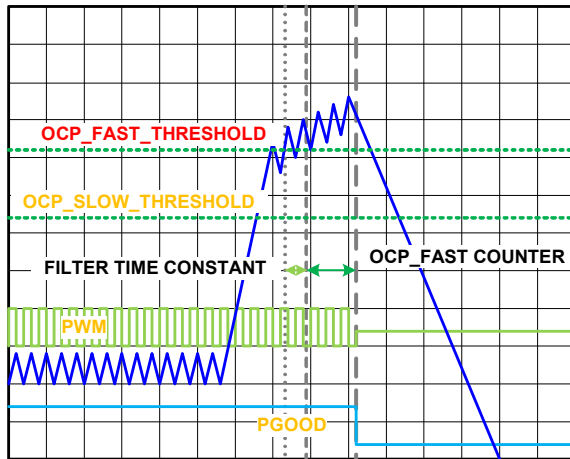 OCP_FAST_THRESHOLD
OCP_SLOW_THRESHOLD
FILTER TIME CONSTANT
OCP_FAST COUNTER
PWM
PGOOD